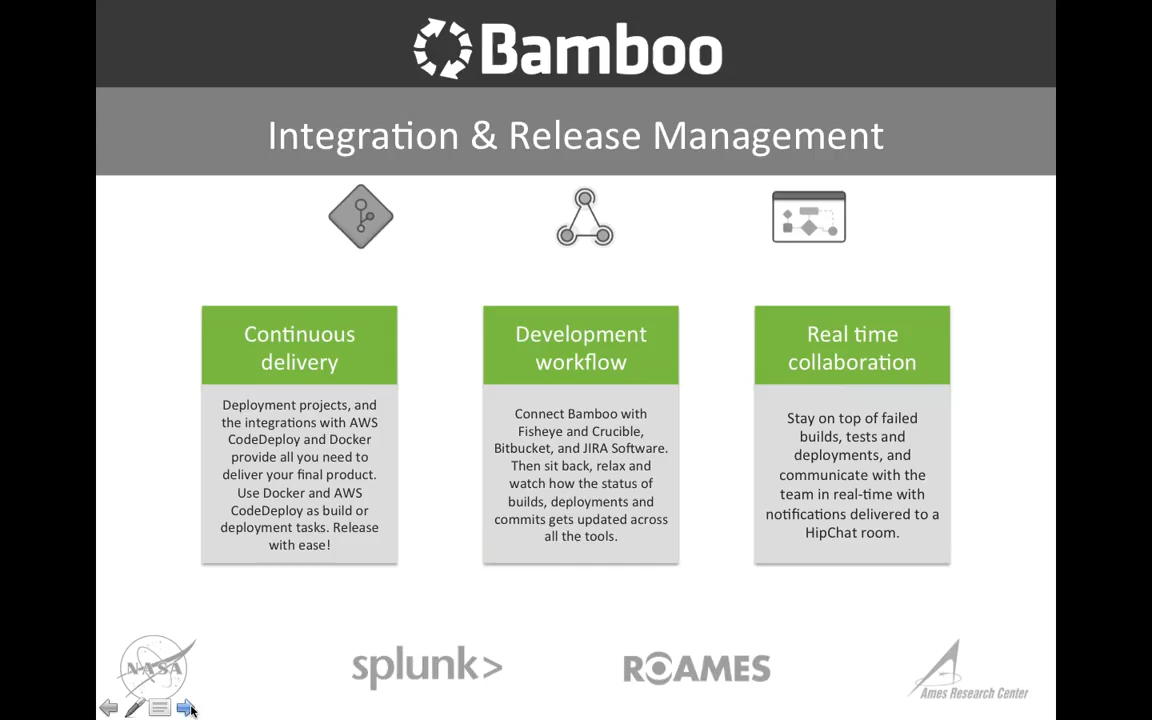 Bamboo
Integration & Release Management
Continuous
delivery
Deployment projects, and
the integrations with AWS
CodeDeploy and Docker
provide all you need to
deliver your final product.
Use Docker and AWS
CodeDeploy as build or
deployment tasks. Release
with ease!
Development
workflow
Connect Bamboo with
Fisheye and Crucible,
Bitbucket, and JIRA Software.
Then sit back, relax and
watch how the status of
builds, deployments and
commits gets updated across
all the tools.
Real time
collaboration
Stay on top of failed
builds, tests and
deployments, and
communicate with the
team in real-time with
notifications delivered to a
HipChat room.
NASA
splunk>
ROAMES
Ames Research Center